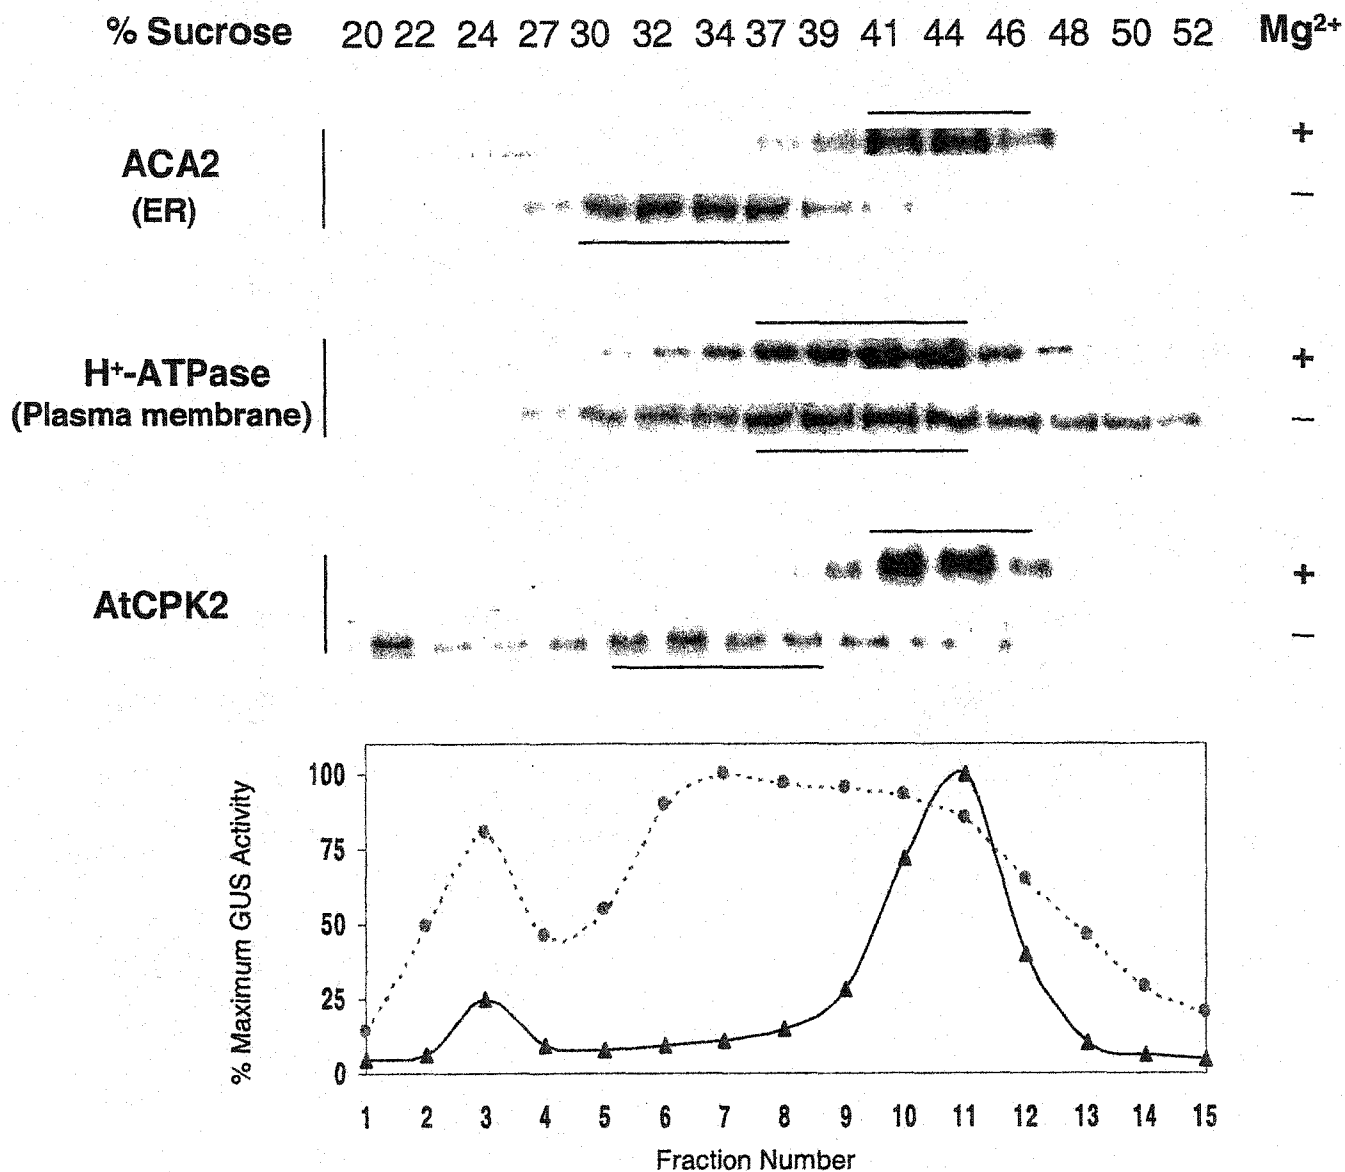 % Sucrose 20 22 24 27 30 32 34 37 39 41 44 46 48 50 52 Mg²⁺
ACA2
(ER)
+
−
H⁺-ATPase
(Plasma membrane)
+
−
AtCPK2
+
−
% Maximum GUS Activity
100
75
50
25
0
1 2 3 4 5 6 7 8 9 10 11 12 13 14 15
Fraction Number